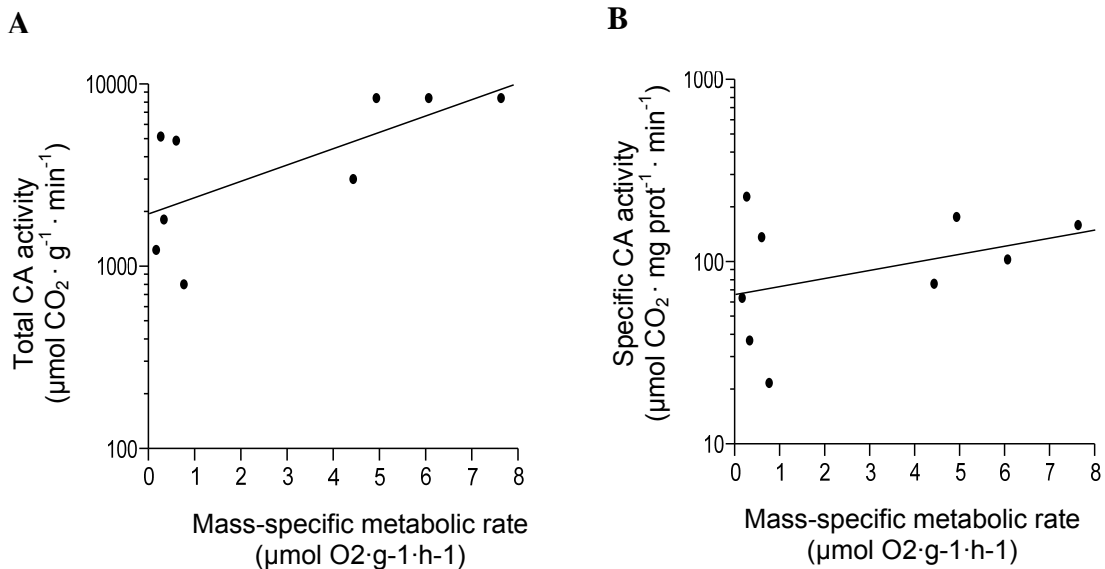 A
Total CA activity
(µmol CO₂ · g⁻¹ · min⁻¹)
10000
1000
100
0 1 2 3 4 5 6 7 8
Mass-specific metabolic rate
(µmol O2·g-1·h-1)
B
Specific CA activity
(µmol CO₂ · mg prot⁻¹ · min⁻¹)
1000
100
10
0 1 2 3 4 5 6 7 8
Mass-specific metabolic rate
(µmol O2·g-1·h-1)